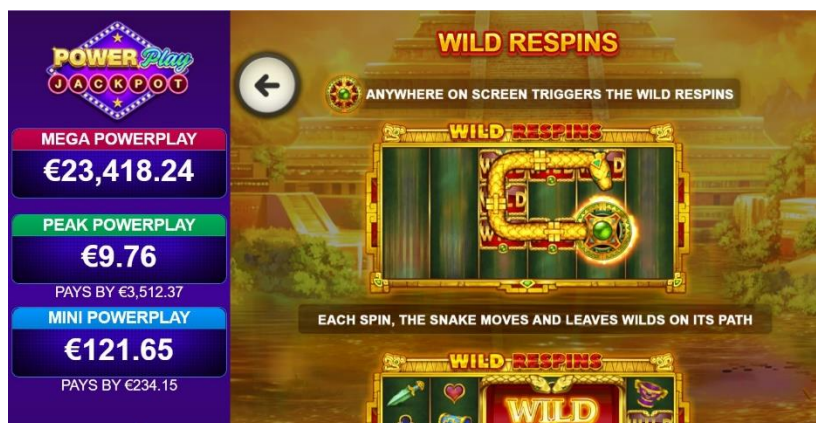 POWER Play
JACKPOT
MEGA POWERPLAY
€23,418.24
PEAK POWERPLAY
€9.76
PAYS BY €3,512.37
MINI POWERPLAY
€121.65
PAYS BY €234.15
WILD RESPINS
ANYWHERE ON SCREEN TRIGGERS THE WILD RESPINS
WILD RESPINS
EACH SPIN, THE SNAKE MOVES AND LEAVES WILDS ON ITS PATH
WILD RESPINS
WILD